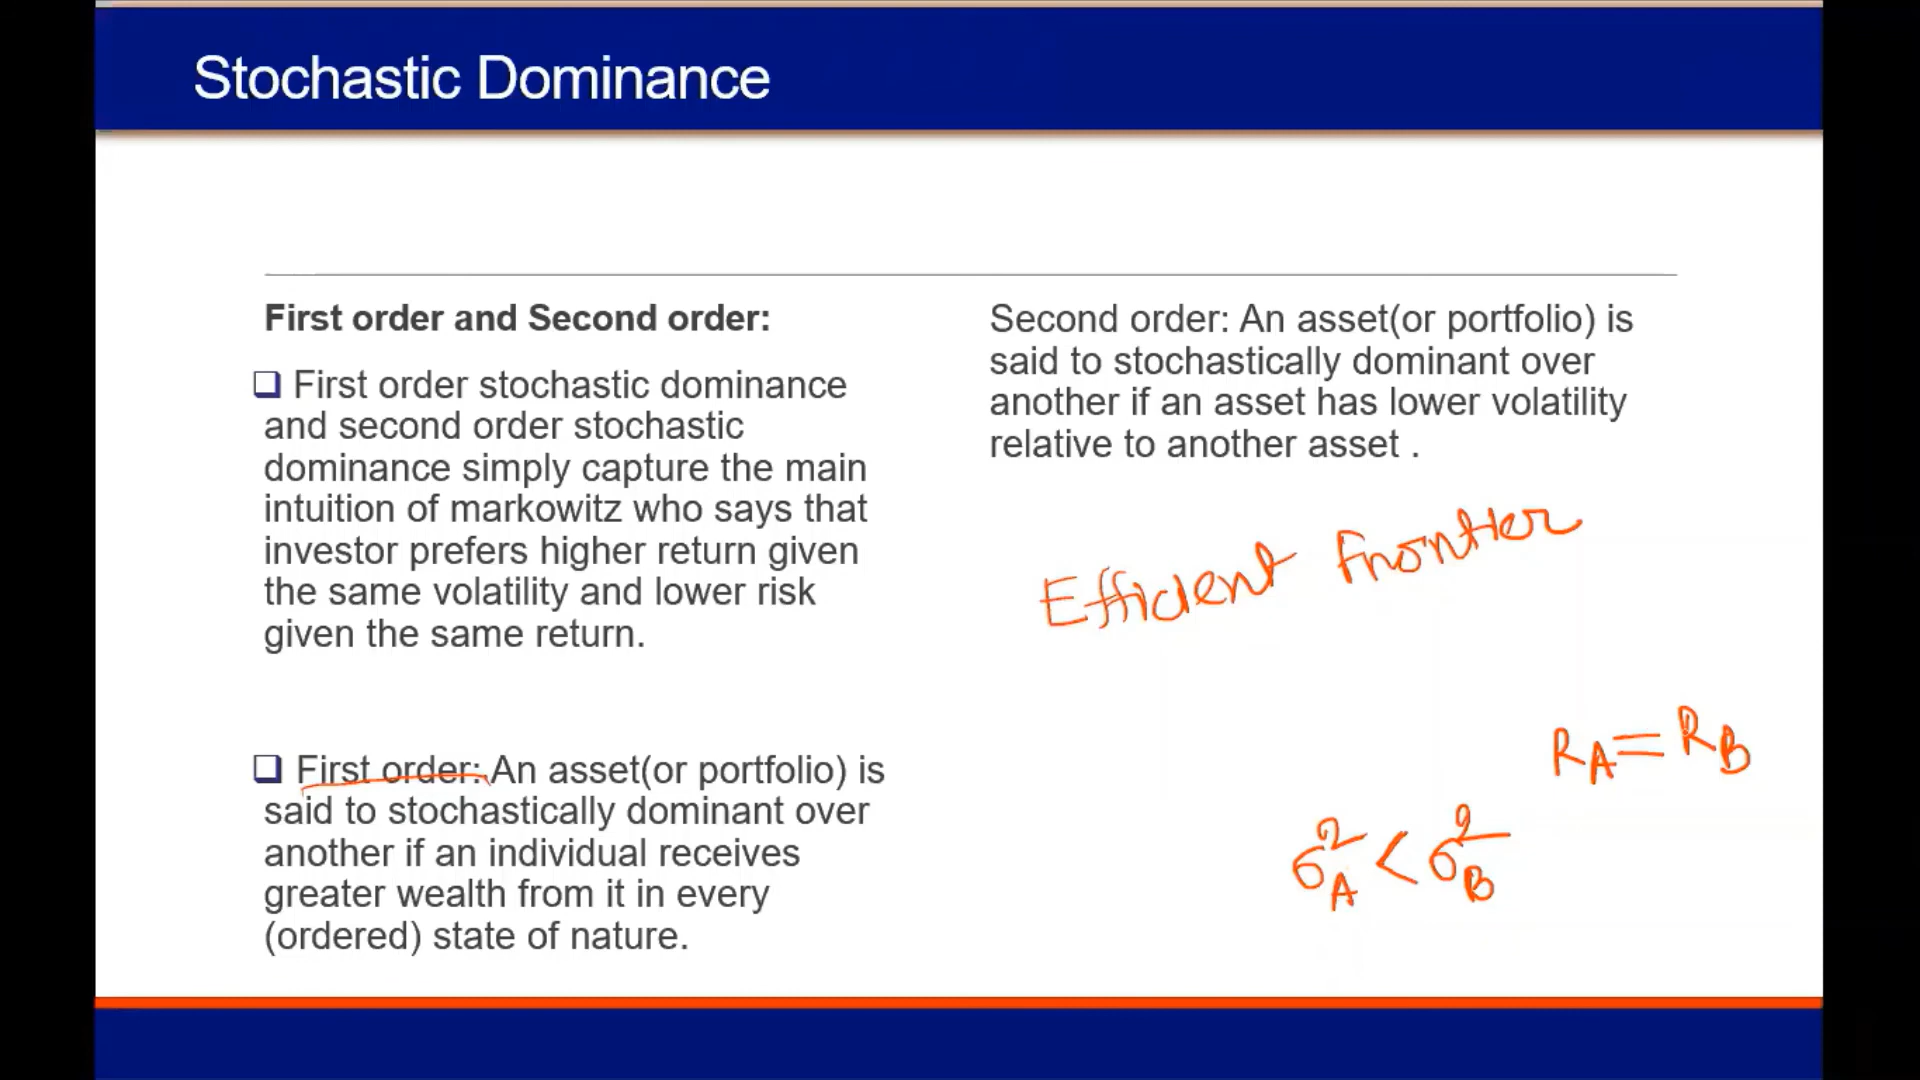 Stochastic Dominance
First order and Second order:
First order stochastic dominance
and second order stochastic
dominance simply capture the main
intuition of markowitz who says that
investor prefers higher return given
the same volatility and lower risk
given the same return.
First order: An asset(or portfolio) is
said to stochastically dominant over
another if an individual receives
greater wealth from it in every
(ordered) state of nature.
Second order: An asset(or portfolio) is
said to stochastically dominant over
another if an asset has lower volatility
relative to another asset .
Efficient Frontier
R_A = R_B
σ²_A < σ²_B